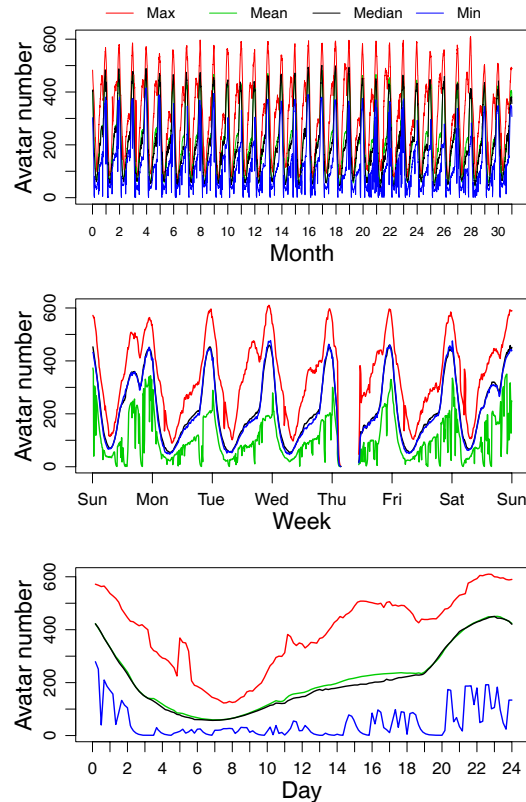 Max Mean Median Min
Avatar number
600
400
200
0
0 1 2 3 4 5 6 7 8 9 10 11 12 13 14 15 16 17 18 19 20 21 22 23 24 25 26 27 28 30
Month
Avatar number
600
400
200
0
Sun Mon Tue Wed Thu Fri Sat Sun
Week
Avatar number
600
400
200
0
0 2 4 6 8 10 12 14 16 18 20 22 24
Day